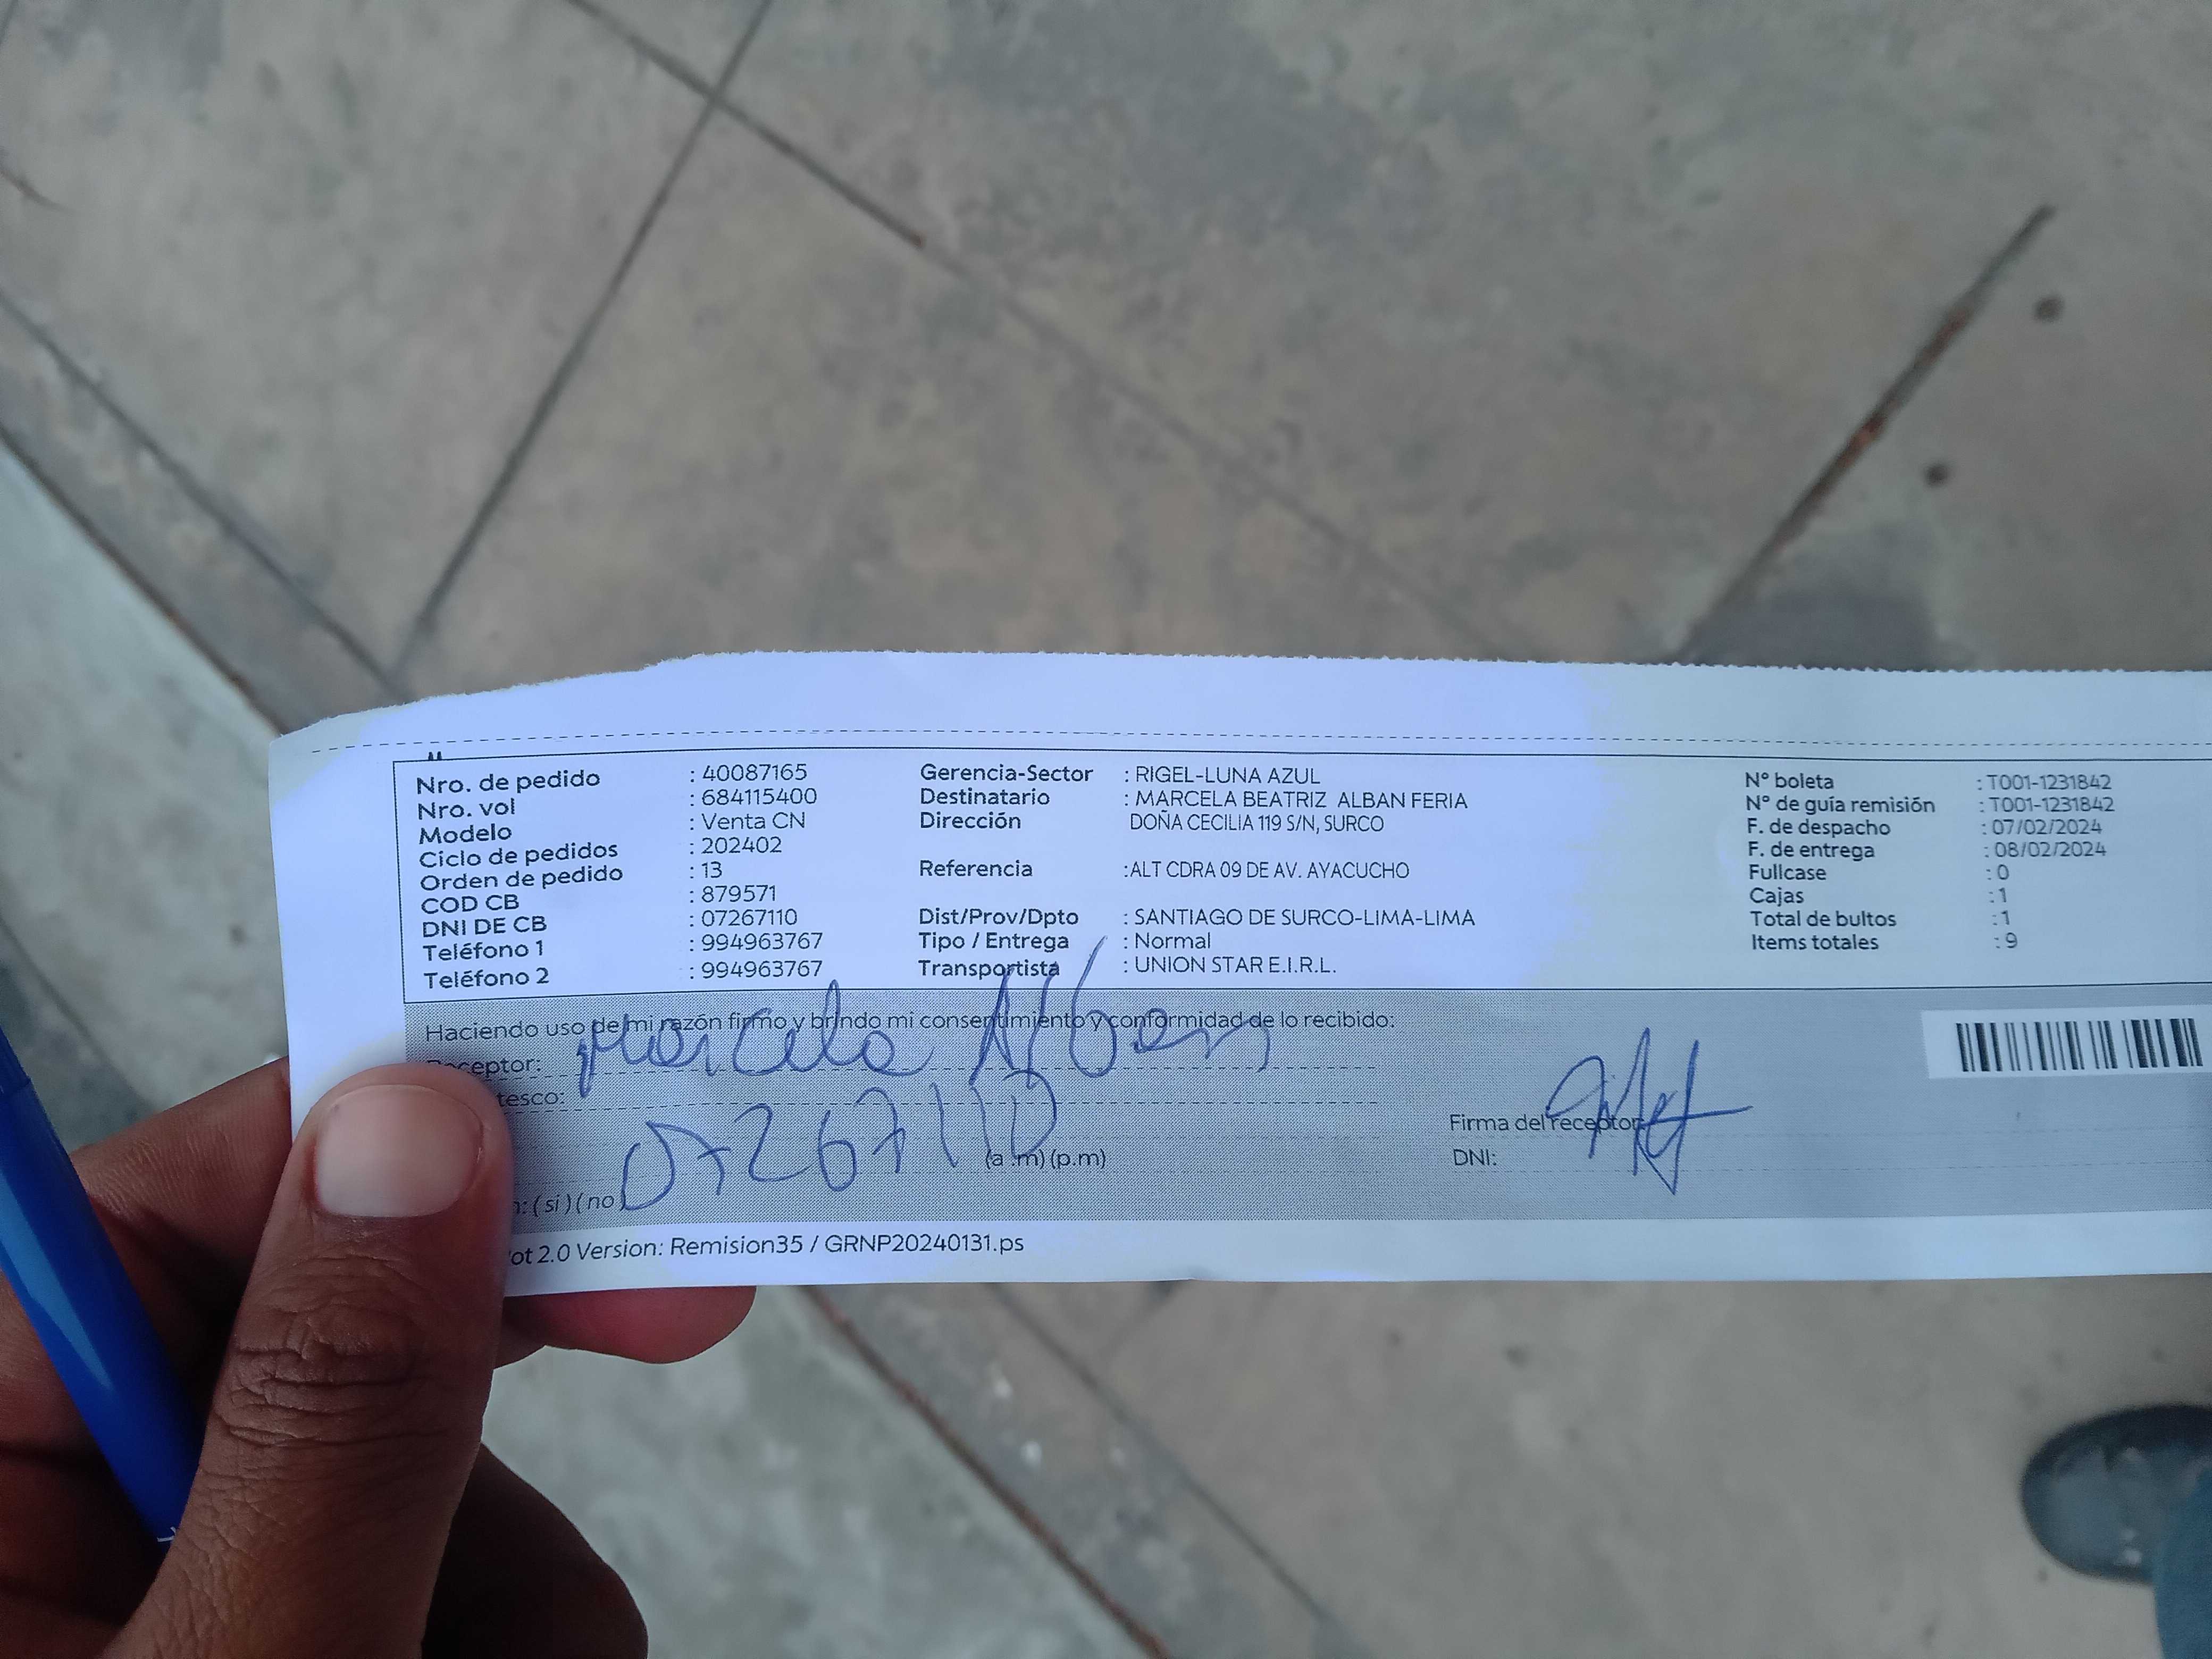 Nro. de pedido : 40087165
Nro. vol : 684115400
Modelo : Venta CN
Ciclo de pedidos : 202402
Orden de pedido : 13
COD CB : 879571
DNI DE CB : 07267110
Teléfono 1 : 994963767
Teléfono 2 : 994963767
Gerencia-Sector : RIGEL-LUNA AZUL
Destinatario : MARCELA BEATRIZ ALBAN FERIA
Dirección DOÑA CECILIA 119 S/N, SURCO
Referencia :ALT CDRA 09 DE AV. AYACUCHO
Dist/Prov/Dpto : SANTIAGO DE SURCO-LIMA-LIMA
Tipo / Entrega : Normal
Transportista : UNION STAR E.I.R.L.
N° boleta : T001-1231842
N° de guía remisión : T001-1231842
F. de despacho : 07/02/2024
F. de entrega : 08/02/2024
Fullcase : 0
Cajas : 1
Total de bultos : 1
Items totales : 9
Haciendo uso de mi razón firmo y brindo mi consentimiento y conformidad de lo recibido:
ceptor: Marcela Alban
tesco:
07267110
(a .m) (p.m)
: ( si ) ( no )
Firma del receptor
DNI:
ot 2.0 Version: Remision35 / GRNP20240131.ps